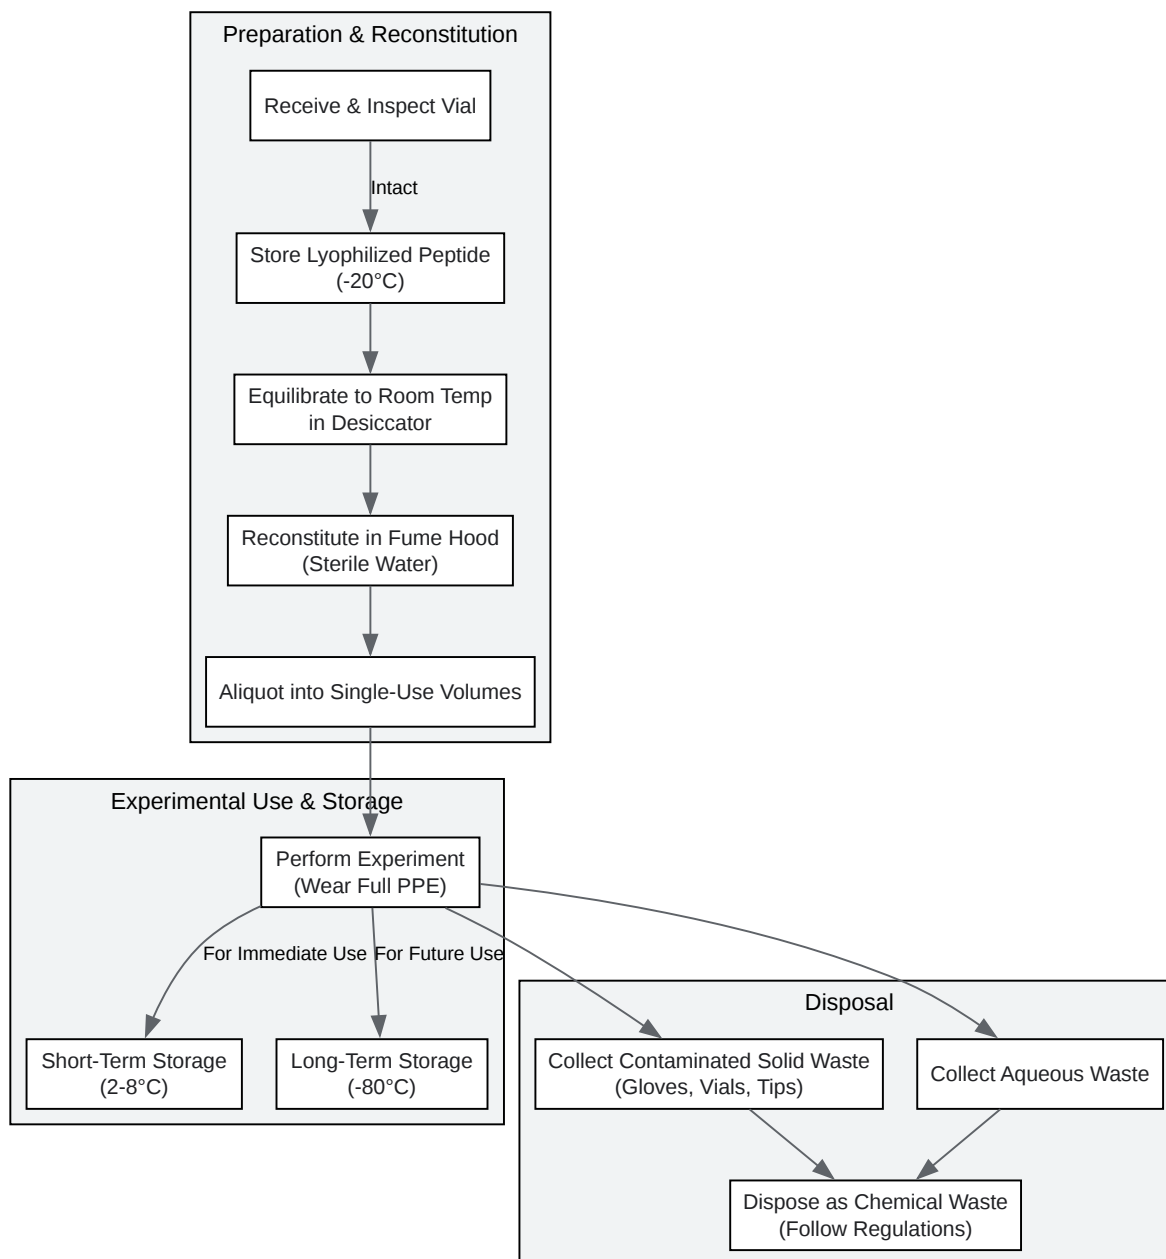 Preparation & Reconstitution
Receive & Inspect Vial
Intact
Store Lyophilized Peptide
(-20°C)
Equilibrate to Room Temp
in Desiccator
Reconstitute in Fume Hood
(Sterile Water)
Aliquot into Single-Use Volumes
Experimental Use & Storage
Perform Experiment
(Wear Full PPE)
For Immediate Use
For Future Use
Short-Term Storage
(2-8°C)
Long-Term Storage
(-80°C)
Disposal
Collect Contaminated Solid Waste
(Gloves, Vials, Tips)
Collect Aqueous Waste
Dispose as Chemical Waste
(Follow Regulations)